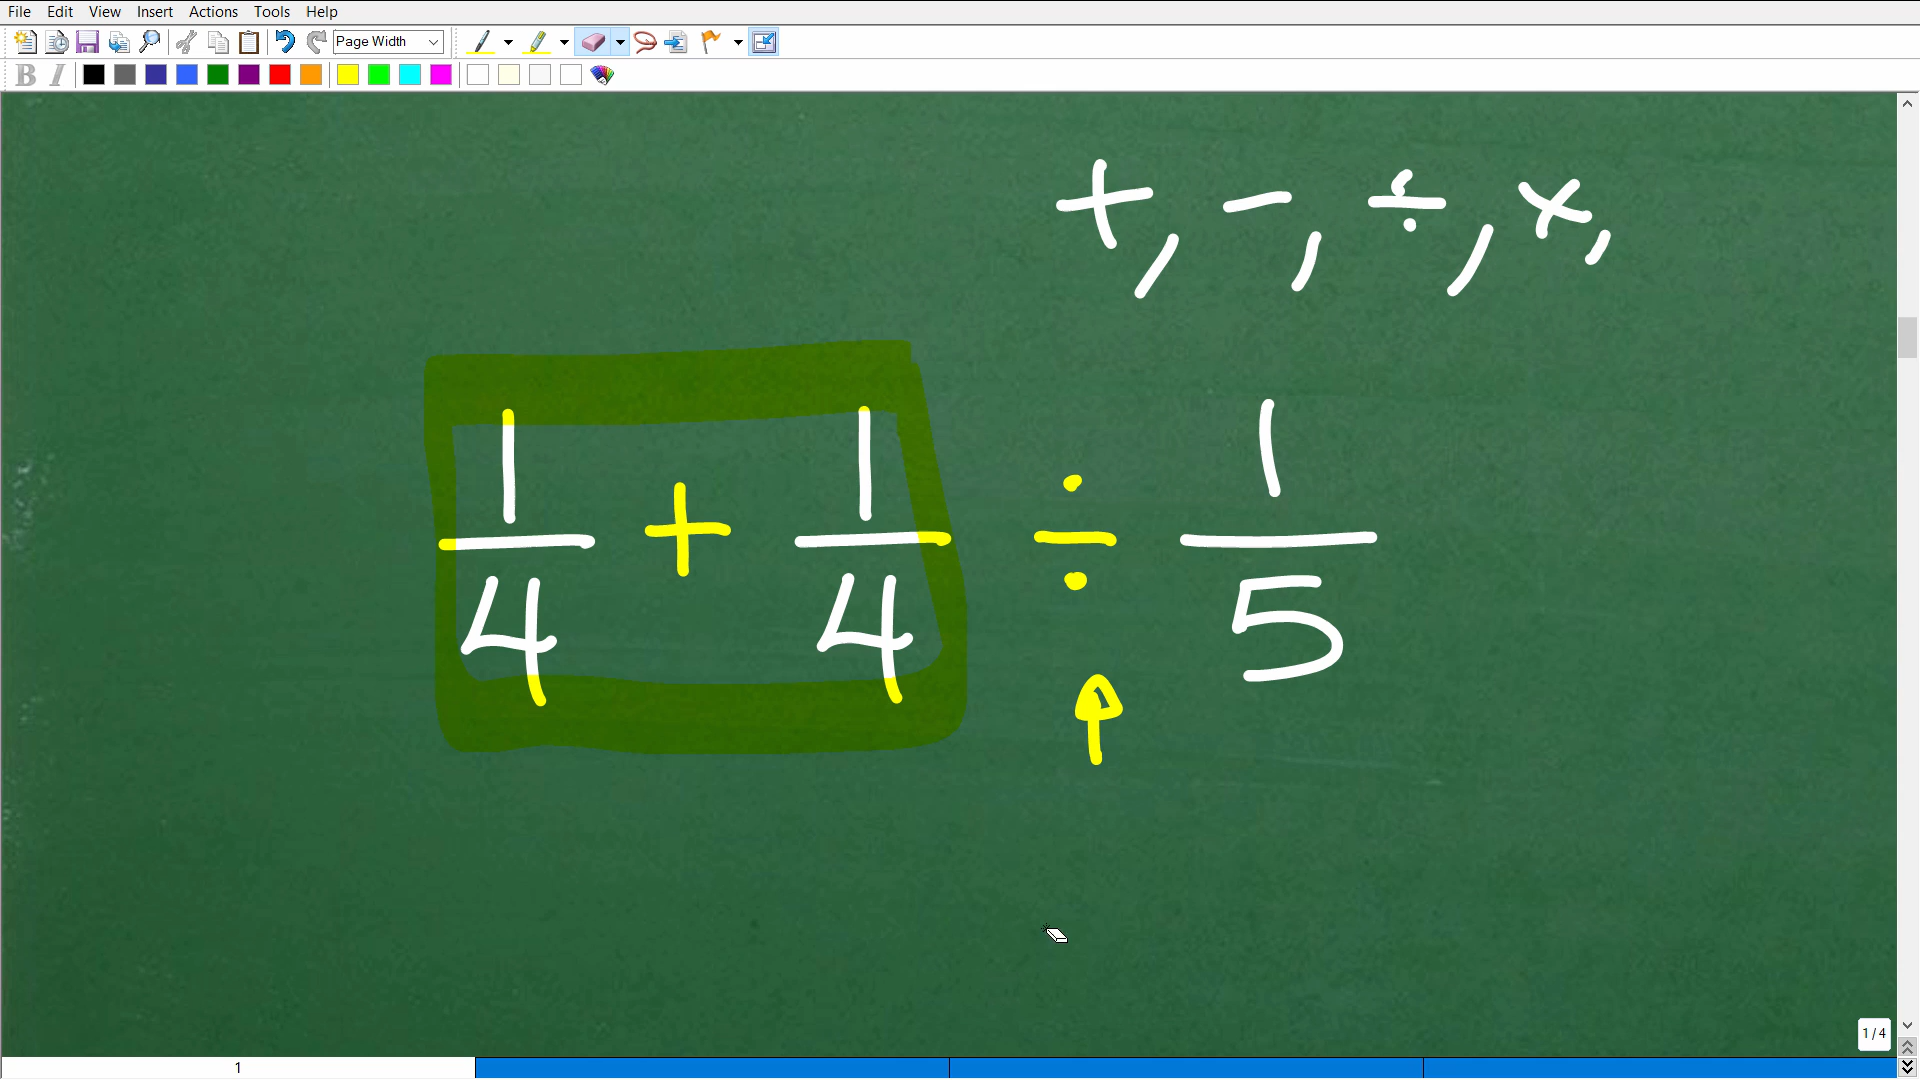 File Edit View Insert Actions Tools Help
Page Width
B I
+, -, ÷, ×,
1/4 + 1/4 ÷ 1/5
1 / 4
1